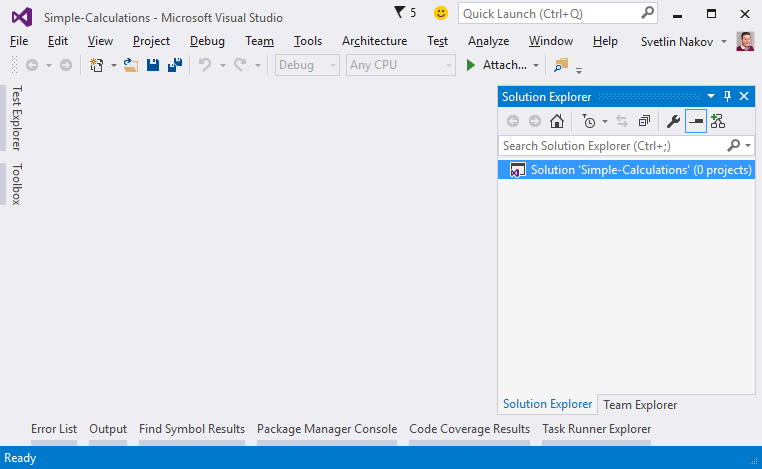 Simple-Calculations - Microsoft Visual Studio
5
Quick Launch (Ctrl+Q)
File Edit View Project Debug Team Tools Architecture Test Analyze Window Help Svetlin Nakov
Debug Any CPU Attach...
Test Explorer
Toolbox
Solution Explorer
Search Solution Explorer (Ctrl+;)
Solution 'Simple-Calculations' (0 projects)
Solution Explorer Team Explorer
Error List Output Find Symbol Results Package Manager Console Code Coverage Results Task Runner Explorer
Ready